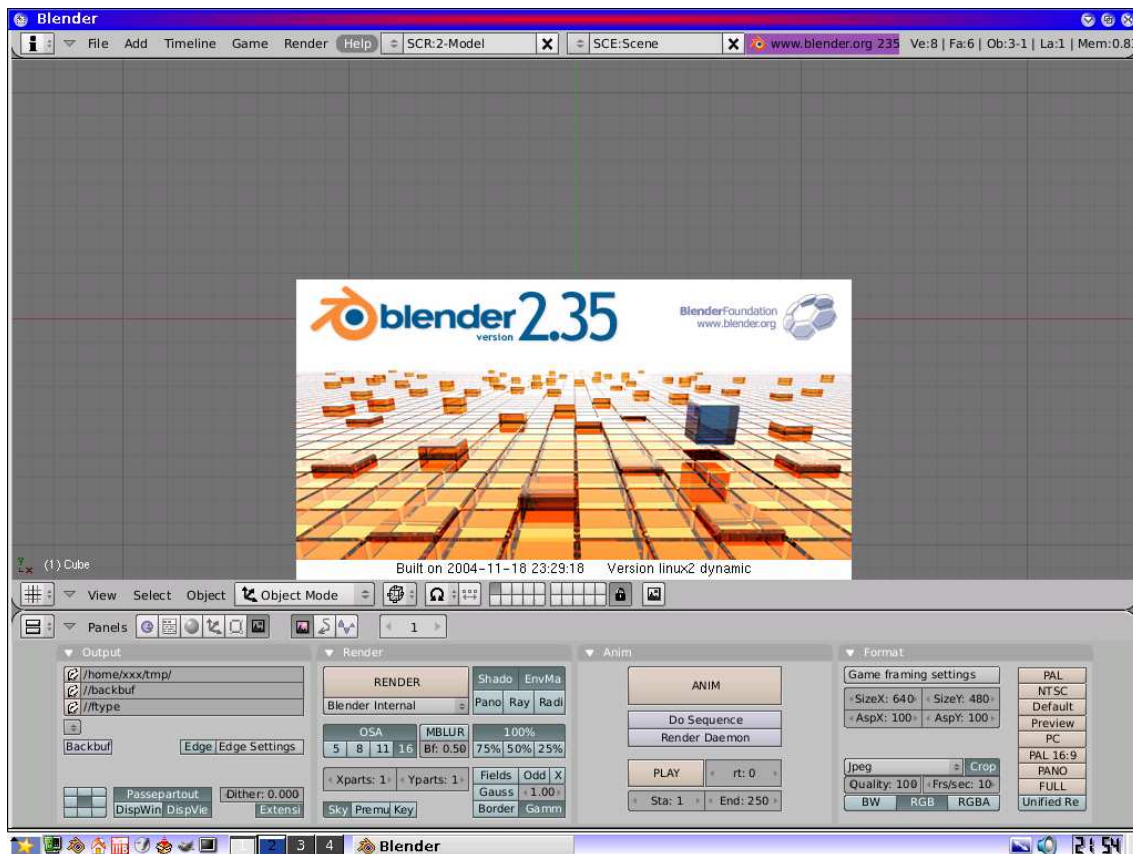 Blender
File Add Timeline Game Render Help SCR:2-Model X SCE:Scene X www.blender.org 235 Ve:8 | Fa:6 | Ob:3-1 | La:1 | Mem:0.8
blender 2.35
version
BlenderFoundation
www.blender.org
(1) Cube
Built on 2004-11-18 23:29:18 Version linux2 dynamic
View Select Object Object Mode
Panels 1
Output
//home/xxx/tmp/
//backbuf
//ftype
Backbuf Edge Edge Settings
Passepartout Dither: 0.000
DispWin DispVie Extensi
Render
RENDER Shado EnvMa
Blender Internal Pano Ray Radi
OSA MBLUR 100%
5 8 11 16 Bf: 0.50 75% 50% 25%
Xparts: 1 Yparts: 1 Fields Odd X
Gauss 1.00
Sky Premu Key Border Gamm
Anim
ANIM
Do Sequence
Render Daemon
PLAY rt: 0
Sta: 1 End: 250
Format
Game framing settings PAL
SizeX: 640 SizeY: 480 NTSC
AspX: 100 AspY: 100 Default
Preview
PC
PAL 16:9
Jpeg Crop PANO
Quality: 100 Frs/sec: 10 FULL
BW RGB RGBA Unified Re
1 2 3 4 Blender 21:54